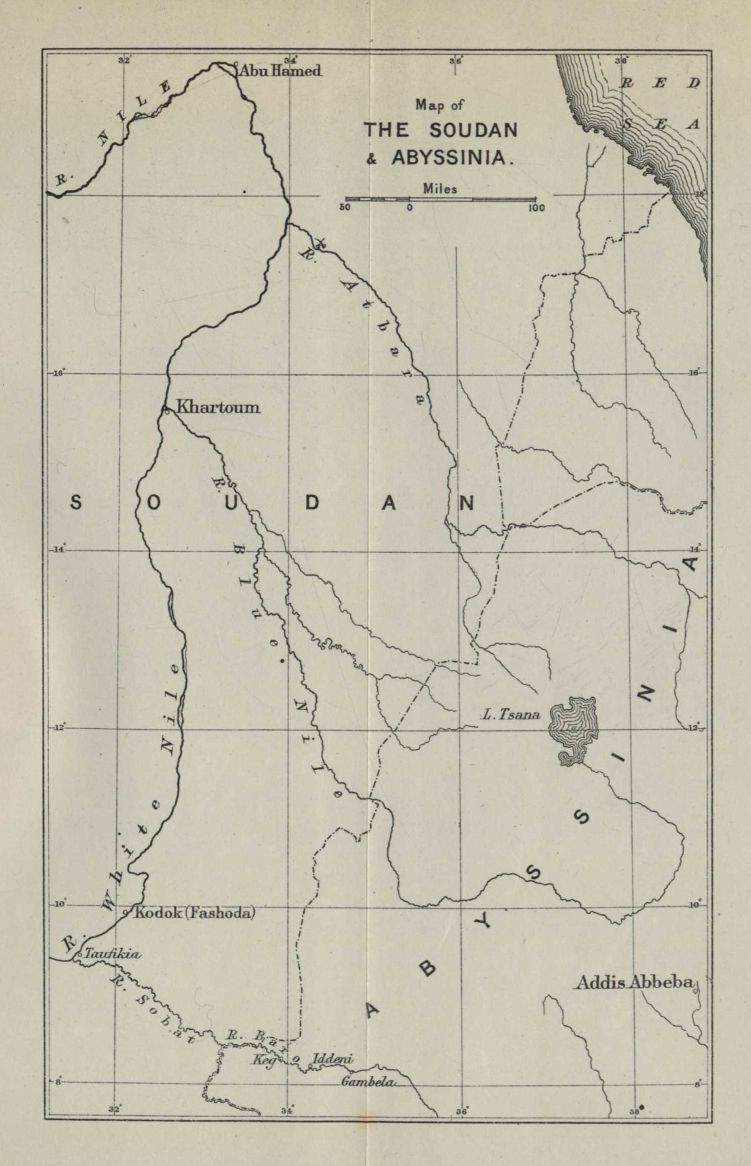 32° 34° 36° 38°
Abu Hamed
R. NILE
Map of
THE SOUDAN
& ABYSSINIA.
Miles
50 0 100
RED
SEA
18°
R. Atbara
16° 16°
Khartoum
SOUDAN
R. Blue Nile
14° 14°
L. Tsana
12° 12°
R. White Nile
ABYSSINIA
10° 10°
Kodok (Fashoda)
Taufikia
R. Sobat
Addis Abbeba
R. Bar
Keg
Iddeni
Gambela
8° 8°
32° 34° 36° 38°